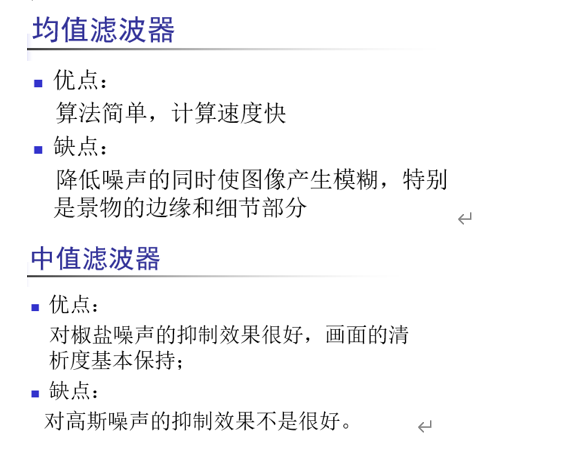 均值滤波器
优点：
算法简单，计算速度快
缺点：
降低噪声的同时使图像产生模糊，特别
是景物的边缘和细节部分
中值滤波器
优点：
对椒盐噪声的抑制效果很好，画面的清
析度基本保持；
缺点：
对高斯噪声的抑制效果不是很好。